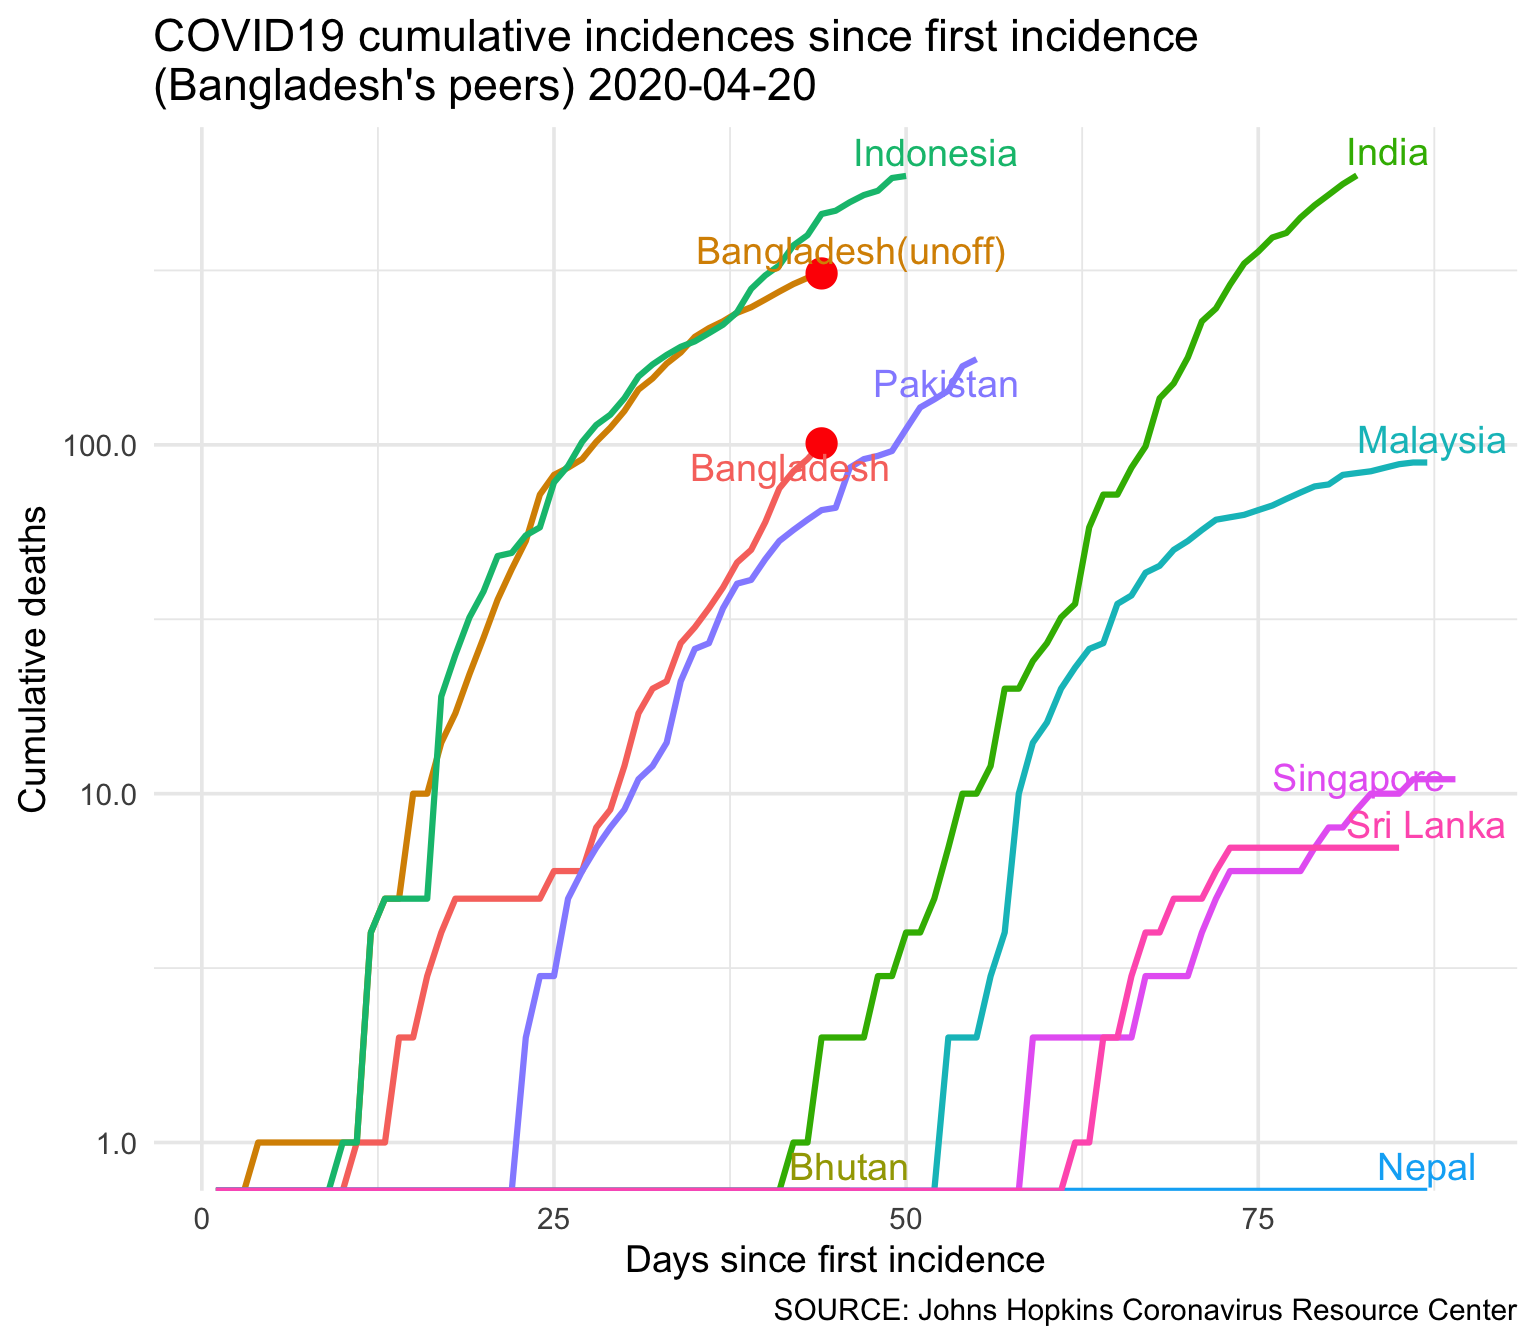 COVID19 cumulative incidences since first incidence
(Bangladesh's peers) 2020-04-20
Indonesia
India
Bangladesh(unoff)
Pakistan
100.0
Malaysia
Bangladesh
Cumulative deaths
10.0
Singapore
Sri Lanka
1.0
Bhutan
Nepal
0
25
50
75
Days since first incidence
SOURCE: Johns Hopkins Coronavirus Resource Center